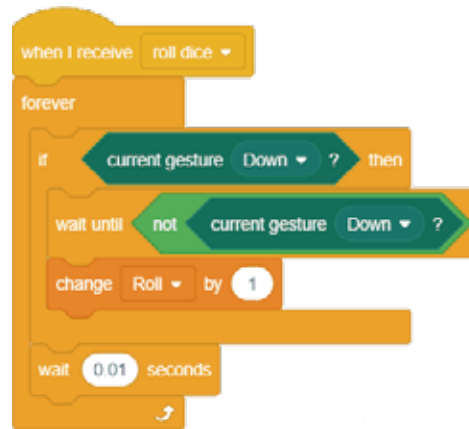 when I receive roll dice
forever
if current gesture Down ? then
wait until not current gesture Down ?
change Roll by 1
wait 0.01 seconds